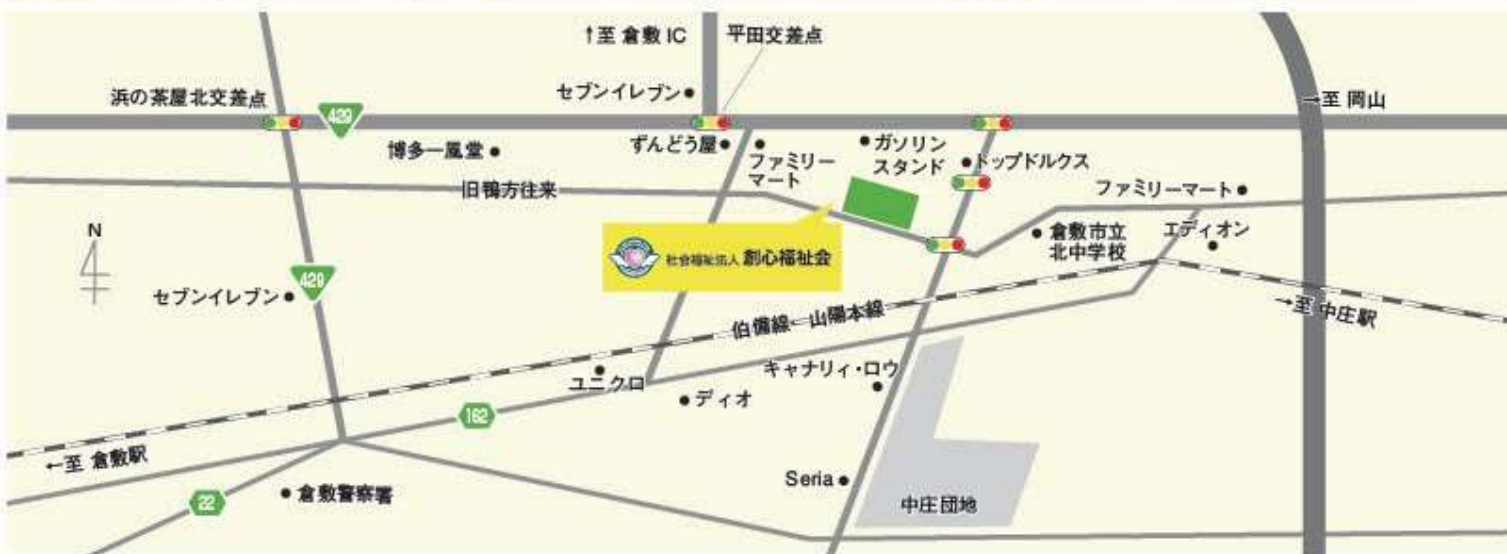 ↑至 倉敷 IC
平田交差点
セブンイレブン
浜の茶屋北交差点
429
→至 岡山
博多一風堂
ずんどう屋
ファミリー
マート
ガソリン
スタンド
トップドルクス
旧鴨方往来
ファミリーマート
N
倉敷市立
北中学校
エディオン
社会福祉法人 創心福祉会
429
セブンイレブン
伯備線・山陽本線
→至 中庄駅
ユニクロ
キャナリィ・ロウ
ディオ
162
←至 倉敷駅
22
倉敷警察署
Seria
中庄団地